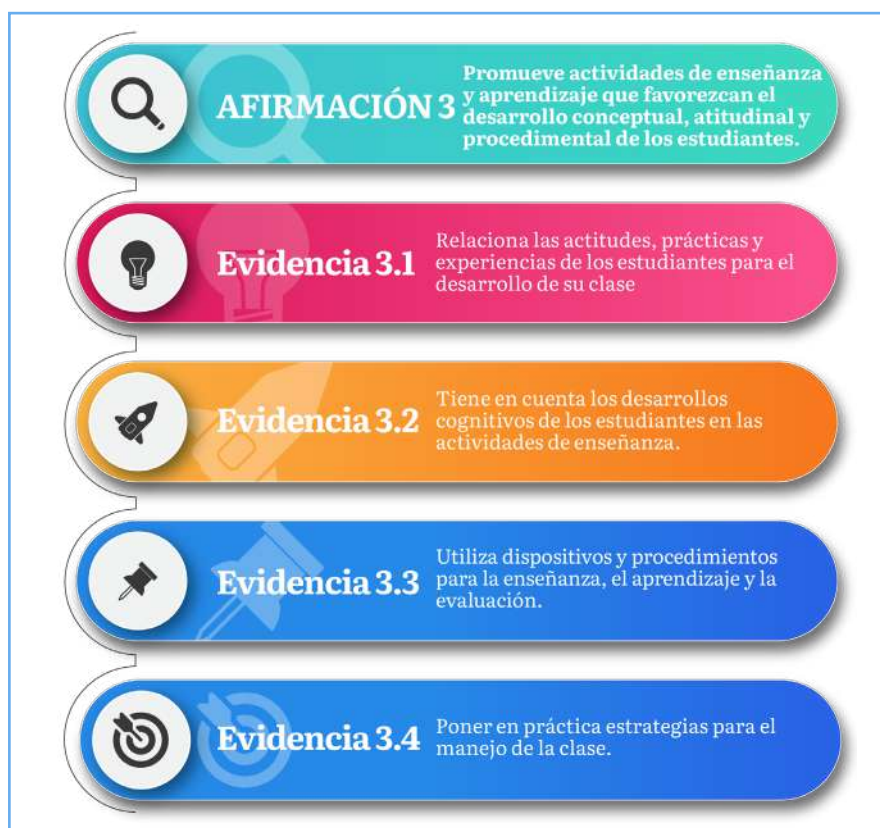 AFIRMACIÓN 3
Promueve actividades de enseñanza
y aprendizaje que favorezcan el
desarrollo conceptual, atitudinal y
procedimental de los estudiantes.
Evidencia 3.1
Relaciona las actitudes, prácticas y
experiencias de los estudiantes para el
desarrollo de su clase
Evidencia 3.2
Tiene en cuenta los desarrollos
cognitivos de los estudiantes en las
actividades de enseñanza.
Evidencia 3.3
Utiliza dispositivos y procedimientos
para la enseñanza, el aprendizaje y la
evaluación.
Evidencia 3.4
Poner en práctica estrategias para el
manejo de la clase.